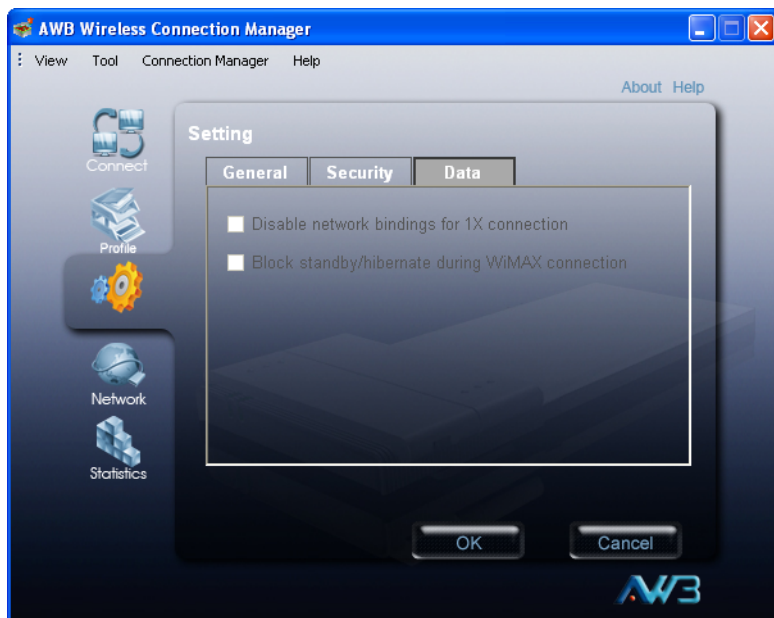 AWB Wireless Connection Manager
View Tool Connection Manager Help
About Help
Connect
Profile
Network
Statistics
Setting
General Security Data
Disable network bindings for 1X connection
Block standby/hibernate during WiMAX connection
OK Cancel
AWB